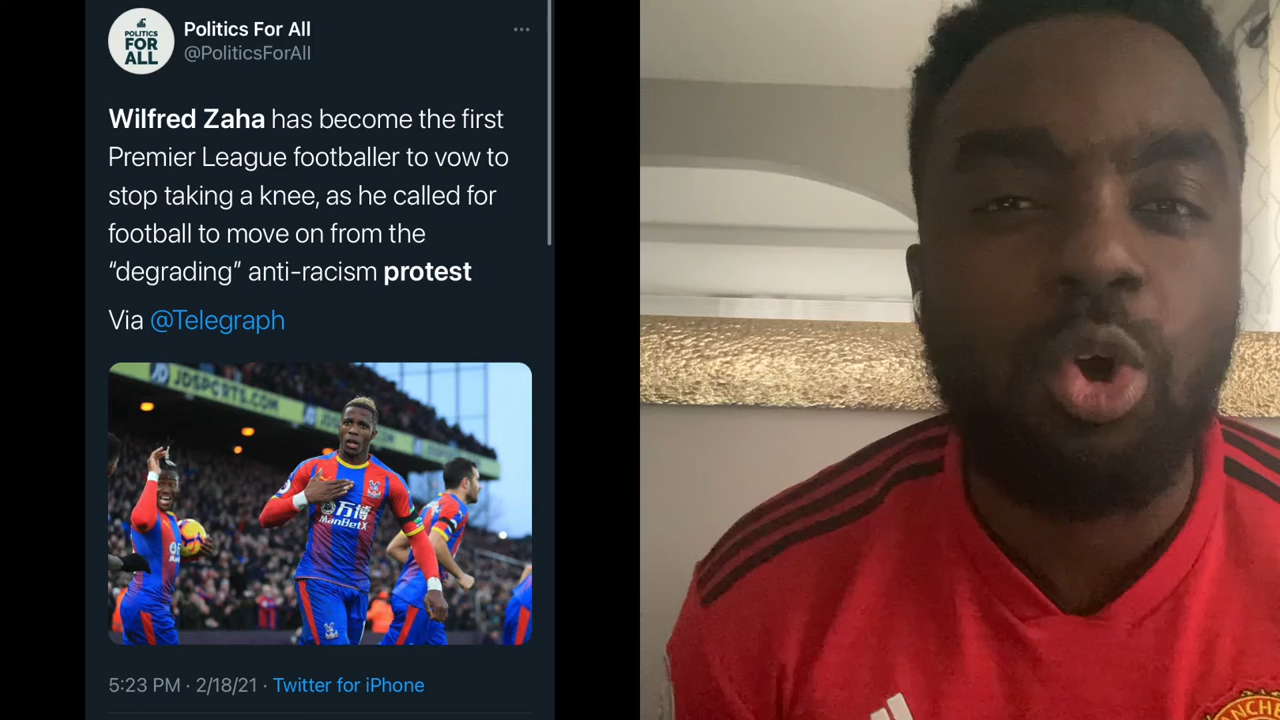 POLITICS
FOR
ALL
Politics For All
@PoliticsForAll
Wilfred Zaha has become the first
Premier League footballer to vow to
stop taking a knee, as he called for
football to move on from the
“degrading” anti-racism protest
Via @Telegraph
JDSPORTS.COM
万博
ManBetX
5:23 PM · 2/18/21 · Twitter for iPhone